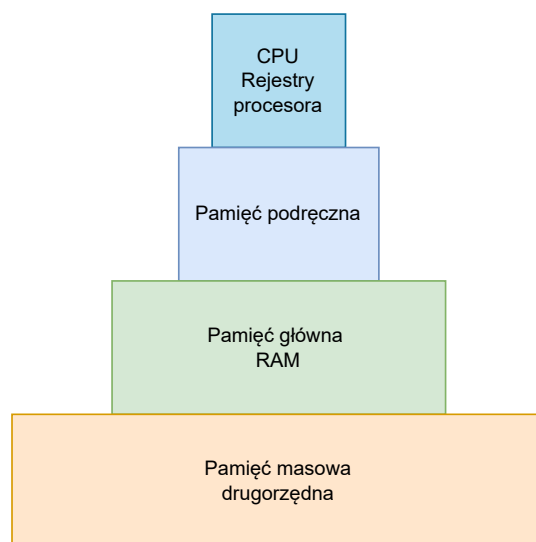 CPU
Rejestry
procesora
Pamięć podręczna
Pamięć główna
RAM
Pamięć masowa
drugorzędna